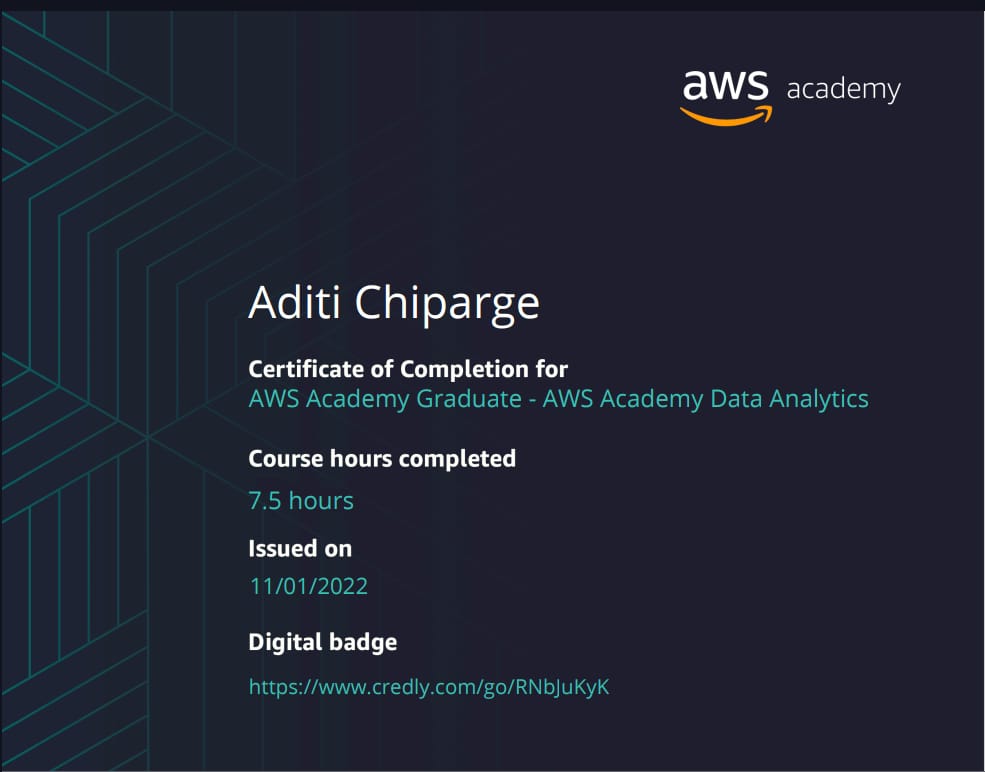 aws academy
Aditi Chiparge
Certificate of Completion for
AWS Academy Graduate - AWS Academy Data Analytics
Course hours completed
7.5 hours
Issued on
11/01/2022
Digital badge
https://www.credly.com/go/RNbJuKyK